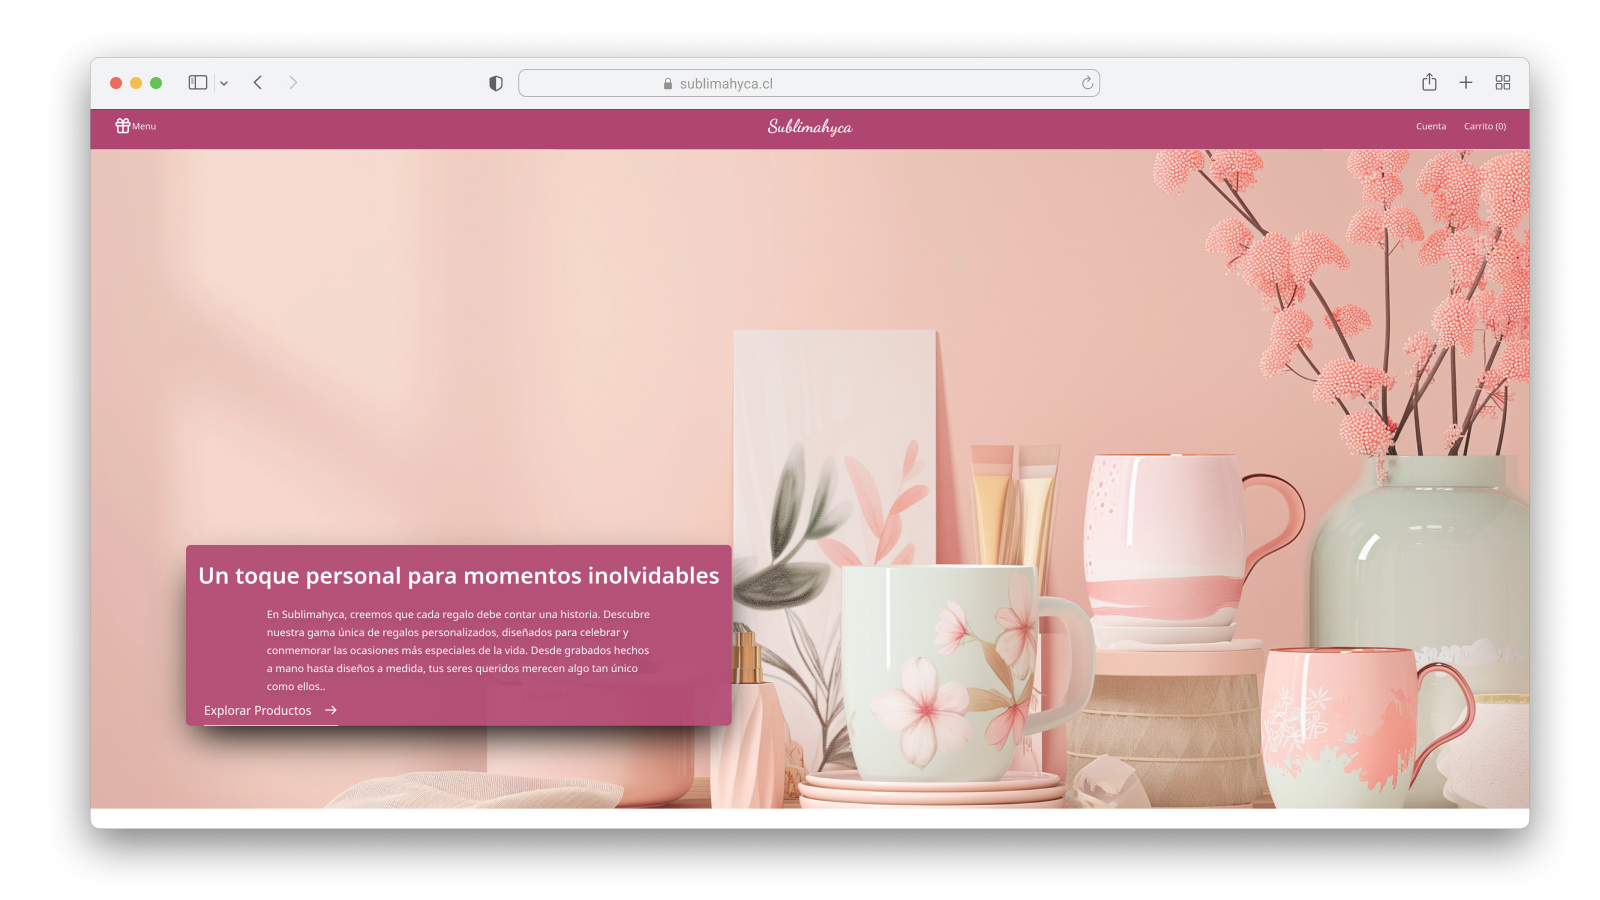 sublimahyca.cl
Menu
Sublimahyca
Cuenta
Carrito (0)
Un toque personal para momentos inolvidables
En Sublimahyca, creemos que cada regalo debe contar una historia. Descubre
nuestra gama única de regalos personalizados, diseñados para celebrar y
conmemorar las ocasiones más especiales de la vida. Desde grabados hechos
a mano hasta diseños a medida, tus seres queridos merecen algo tan único
como ellos..
Explorar Productos